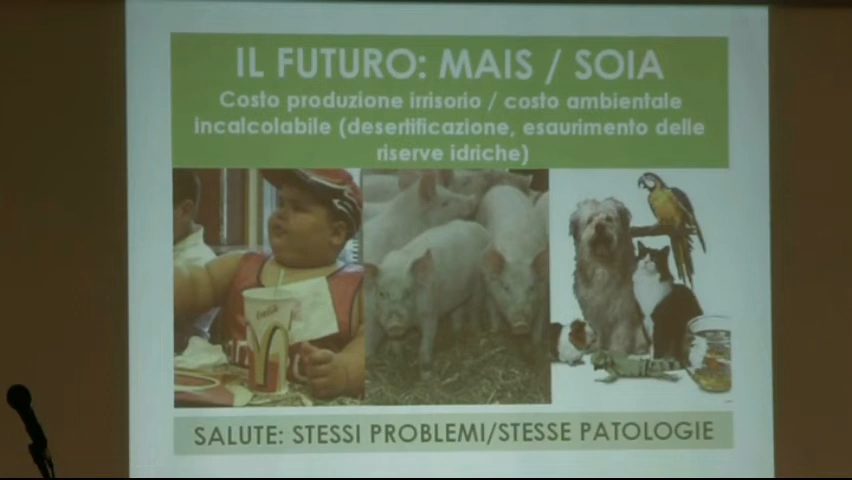 IL FUTURO: MAIS / SOIA
Costo produzione irrisorio / costo ambientale
incalcolabile (desertificazione, esaurimento delle
riserve idriche)
SALUTE: STESSI PROBLEMI/STESSE PATOLOGIE